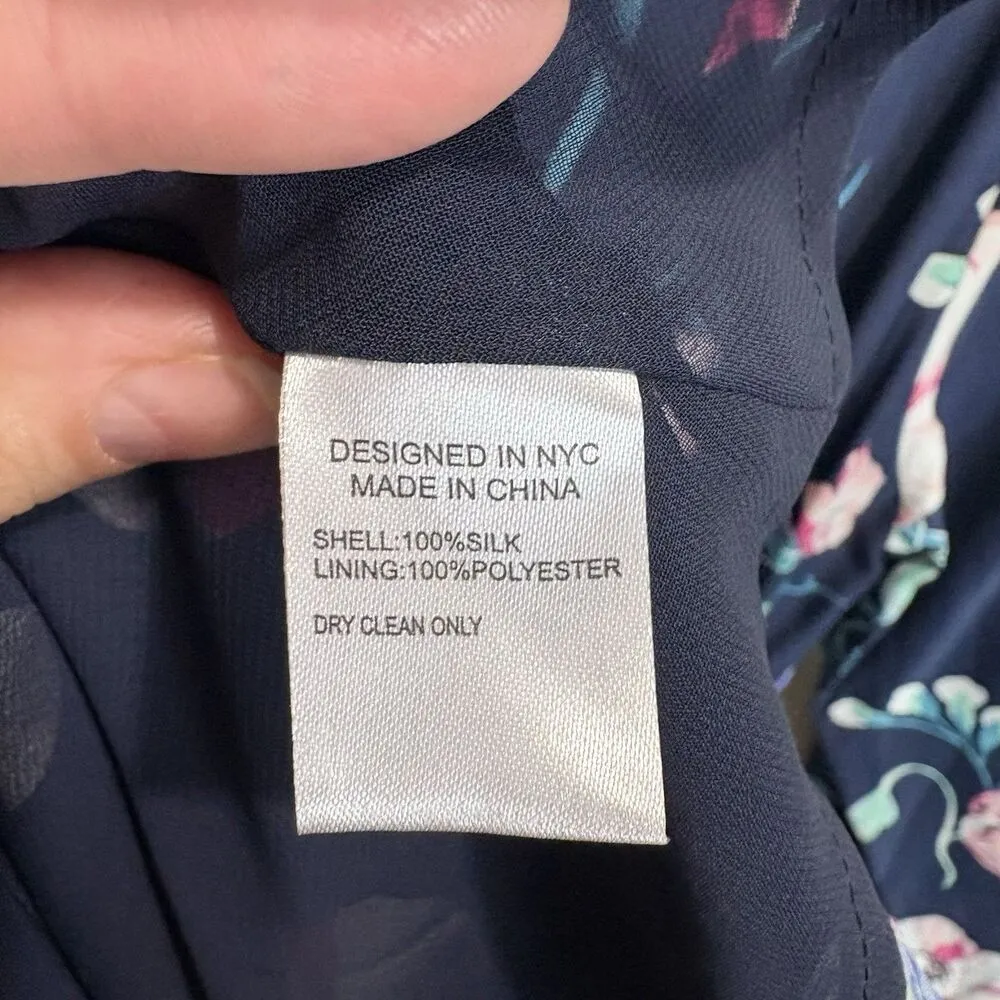 DESIGNED IN NYC
MADE IN CHINA
SHELL:100%SILK
LINING:100%POLYESTER
DRY CLEAN ONLY